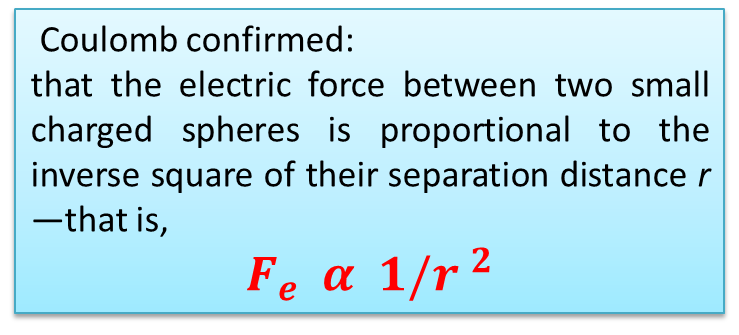 Coulomb confirmed:
that the electric force between two small
charged spheres is proportional to the
inverse square of their separation distance r
—that is,
Fₑ α 1/r²